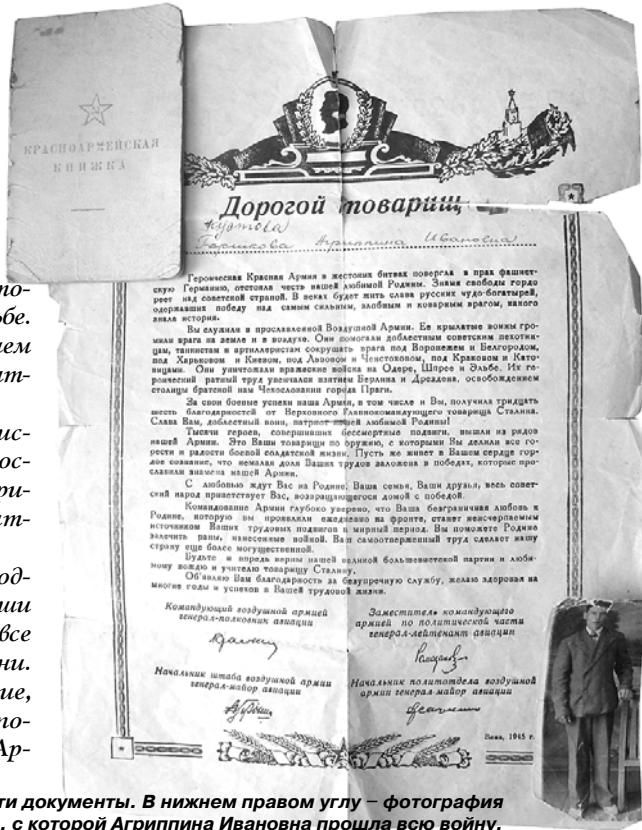 КРАСНОАРМЕЙСКАЯ
КНИЖКА
Дорогой товарищ
Агриппина Ивановна
Героическая Красная Армия в жестоких битвах повергла в прах фашист-
скую Германию, отстояла честь нашей любимой Родины! Знамя свободы гордо
реет над советской страной. В веках будет жить слава русских чудо-богатырей,
одержавших победу над самым сильным, злобным и коварным врагом, какого
знала история.
Вы служили в прославленной Воздушной Армии. Ее крылатые воины гро-
мили врага на земле и в воздухе. Они помогали доблестным советским пехотин-
цам, танкистам и артиллеристам сокрушать врага под Воронежем и Белгородом,
под Харьковом и Киевом, под Львовом и Ченстоховом, под Краковом и Като-
вицами. Они уничтожали вражеские войска на Одере, Шпрее и Эльбе. Их ге-
роический ратный труд увенчался взятием Берлина и Дрездена, освобождением
столицы братской нам Чехословакии города Праги.
За свои боевые успехи наша Армия, в том числе и Вы, получила тридцать
шесть благодарностей от Верховного Главнокомандующего товарища Сталина.
Слава Вам, доблестный воин, патриот нашей любимой Родины!
Тысячи героев, совершивших бессмертные подвиги, вышли из рядов
нашей Армии. Это Ваши товарищи по оружию, с которыми Вы делили все го-
рести и радости боевой солдатской жизни. Пусть же живет в Вашем сердце гор-
дое сознание, что немалая доля Ваших трудов заложена в победах, которые про-
славили знамена нашей Армии.
С любовью ждут Вас на Родине, Ваша семья, Ваши друзья, весь совет-
ский народ приветствует Вас, возвращающегося домой с победой.
Командование Армии глубоко уверено, что Ваша безграничная любовь к
Родине, которую вы проявляли ежедневно на фронте, станет неисчерпаемым
источником Ваших трудовых подвигов в мирный период. Вы поможете Родине
залечить раны, нанесенные войной. Ваш самоотверженный труд сделает нашу
страну еще более могущественной.
Будьте и впредь верны нашей великой большевистской партии и люби-
мому вождю и учителю товарищу Сталину.
Объявляю Вам благодарность за безупречную службу, желаю здоровья на
многие годы и успехов в Вашей трудовой жизни.
Командующий воздушной армией
генерал-полковник авиации
Заместитель командующего
армией по политической части
генерал-лейтенант авиации
Начальник штаба воздушной армии
генерал-майор авиации
Начальник политотдела воздушной
армии генерал-майор авиации
Вена, 1945 г.
то-
бе.
ем
ат-
ис-
ос-
ри-
ат-
од-
ши
все
ни.
ие,
по-
Ар-
ти документы. В нижнем правом углу – фотография
, с которой Агриппина Ивановна прошла всю войну.